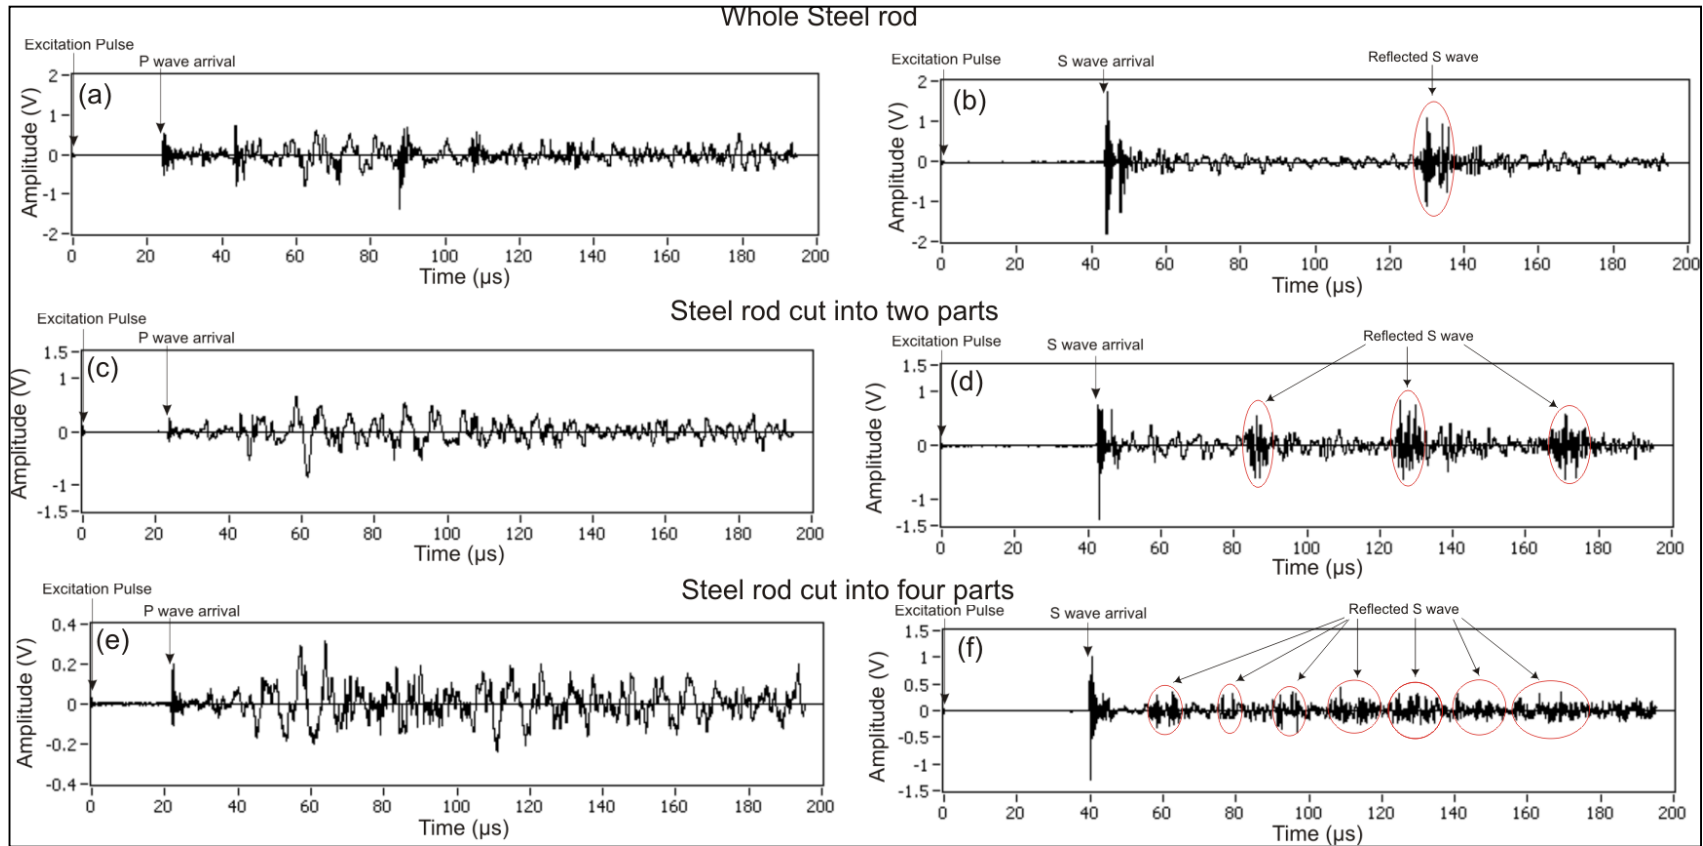 Whole Steel rod
Excitation Pulse
P wave arrival
(a)
Amplitude (V)
2
1
0
-1
-2
0 20 40 60 80 100 120 140 160 180 200
Time (µs)
Excitation Pulse
S wave arrival
Reflected S wave
(b)
Amplitude (V)
2
1
0
-1
-2
0 20 40 60 80 100 120 140 160 180 200
Time (µs)
Steel rod cut into two parts
Excitation Pulse
P wave arrival
(c)
Amplitude (V)
1.5
1
0
-1
-1.5
0 20 40 60 80 100 120 140 160 180 200
Time (µs)
Excitation Pulse
S wave arrival
Reflected S wave
(d)
Amplitude (V)
1.5
1
0
-1
-1.5
0 20 40 60 80 100 120 140 160 180 200
Time (µs)
Steel rod cut into four parts
Excitation Pulse
P wave arrival
(e)
Amplitude (V)
0.4
0.2
0
-0.2
-0.4
0 20 40 60 80 100 120 140 160 180 200
Time (µs)
Excitation Pulse
S wave arrival
Reflected S wave
(f)
Amplitude (V)
1.5
1
0.5
0
-0.5
-1
-1.5
0 20 40 60 80 100 120 140 160 180 200
Time (µs)